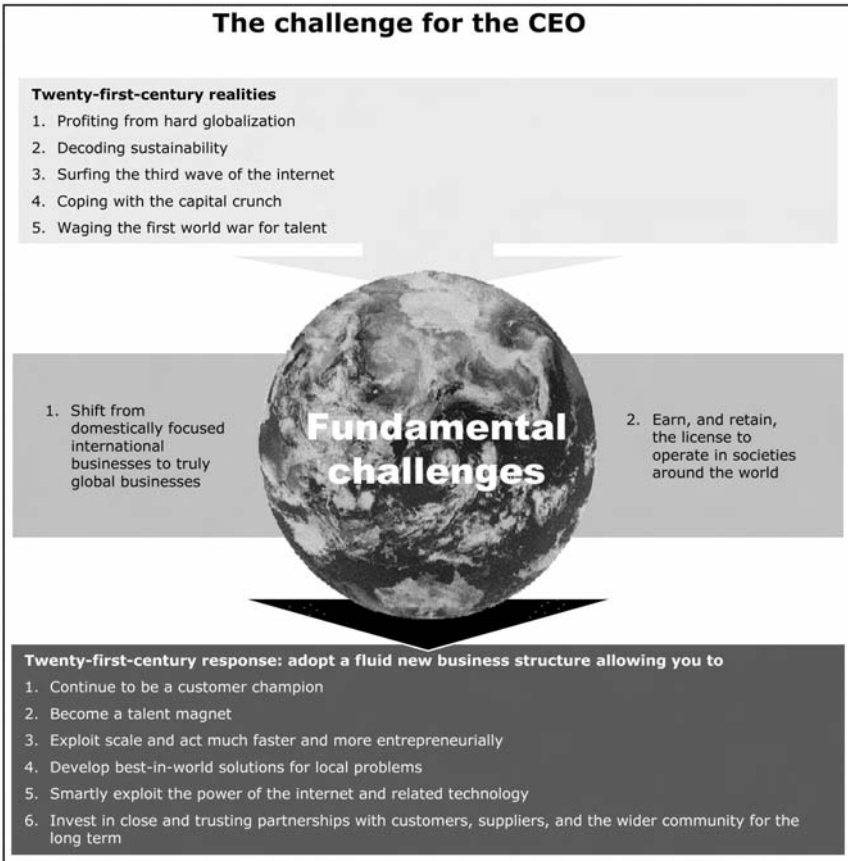 The challenge for the CEO
Twenty-first-century realities
1. Profiting from hard globalization
2. Decoding sustainability
3. Surfing the third wave of the internet
4. Coping with the capital crunch
5. Waging the first world war for talent
1. Shift from
domestically focused
international
businesses to truly
global businesses
Fundamental
challenges
2. Earn, and retain,
the license to
operate in societies
around the world
Twenty-first-century response: adopt a fluid new business structure allowing you to
1. Continue to be a customer champion
2. Become a talent magnet
3. Exploit scale and act much faster and more entrepreneurially
4. Develop best-in-world solutions for local problems
5. Smartly exploit the power of the internet and related technology
6. Invest in close and trusting partnerships with customers, suppliers, and the wider community for the
long term